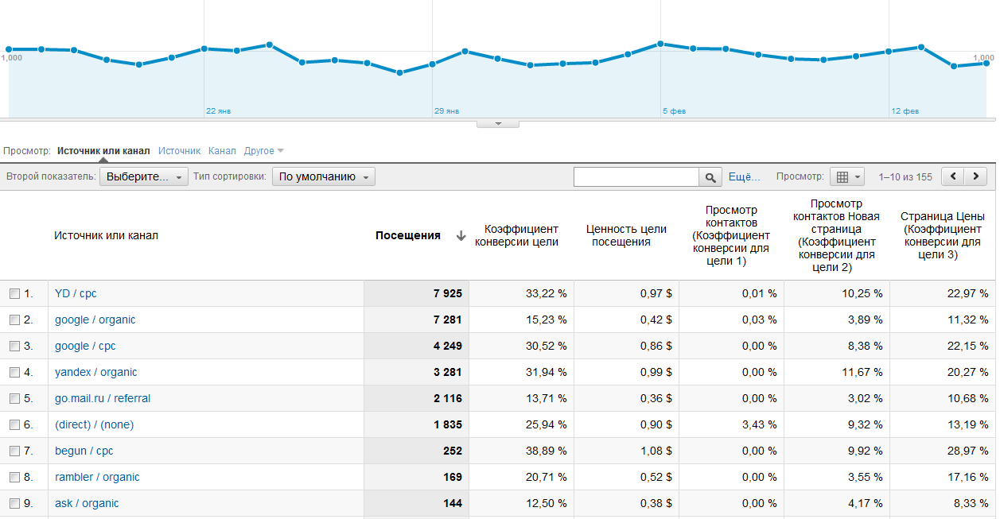 1,000
1,000
22 янв
29 янв
5 фев
12 фев
Просмотр: Источник или канал Источник Канал Другое
Второй показатель: Выберите... Тип сортировки: По умолчанию Ещё... Просмотр: 1–10 из 155
Источник или канал
Посещения
Коэффициент
конверсии цели
Ценность цели
посещения
Просмотр
контактов
(Коэффициент
конверсии для
цели 1)
Просмотр
контактов Новая
страница
(Коэффициент
конверсии для
цели 2)
Страница Цены
(Коэффициент
конверсии для
цели 3)
1. YD / cpc 7 925 33,22 % 0,97 $ 0,01 % 10,25 % 22,97 %
2. google / organic 7 281 15,23 % 0,42 $ 0,03 % 3,89 % 11,32 %
3. google / cpc 4 249 30,52 % 0,86 $ 0,00 % 8,38 % 22,15 %
4. yandex / organic 3 281 31,94 % 0,99 $ 0,00 % 11,67 % 20,27 %
5. go.mail.ru / referral 2 116 13,71 % 0,36 $ 0,00 % 3,02 % 10,68 %
6. (direct) / (none) 1 835 25,94 % 0,90 $ 3,43 % 9,32 % 13,19 %
7. begun / cpc 252 38,89 % 1,08 $ 0,00 % 9,92 % 28,97 %
8. rambler / organic 169 20,71 % 0,52 $ 0,00 % 3,55 % 17,16 %
9. ask / organic 144 12,50 % 0,38 $ 0,00 % 4,17 % 8,33 %